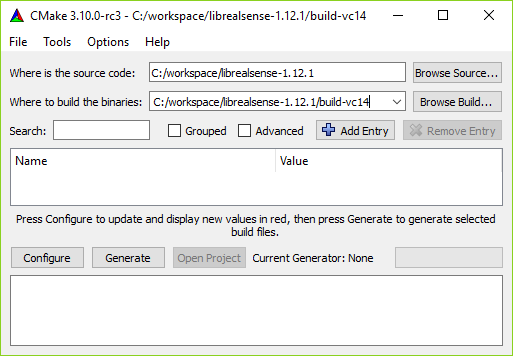 CMake 3.10.0-rc3 - C:/workspace/librealsense-1.12.1/build-vc14
File Tools Options Help
Where is the source code: C:/workspace/librealsense-1.12.1 Browse Source...
Where to build the binaries: C:/workspace/librealsense-1.12.1/build-vc14 Browse Build...
Search: Grouped Advanced Add Entry Remove Entry
Name Value
Press Configure to update and display new values in red, then press Generate to generate selected
build files.
Configure Generate Open Project Current Generator: None